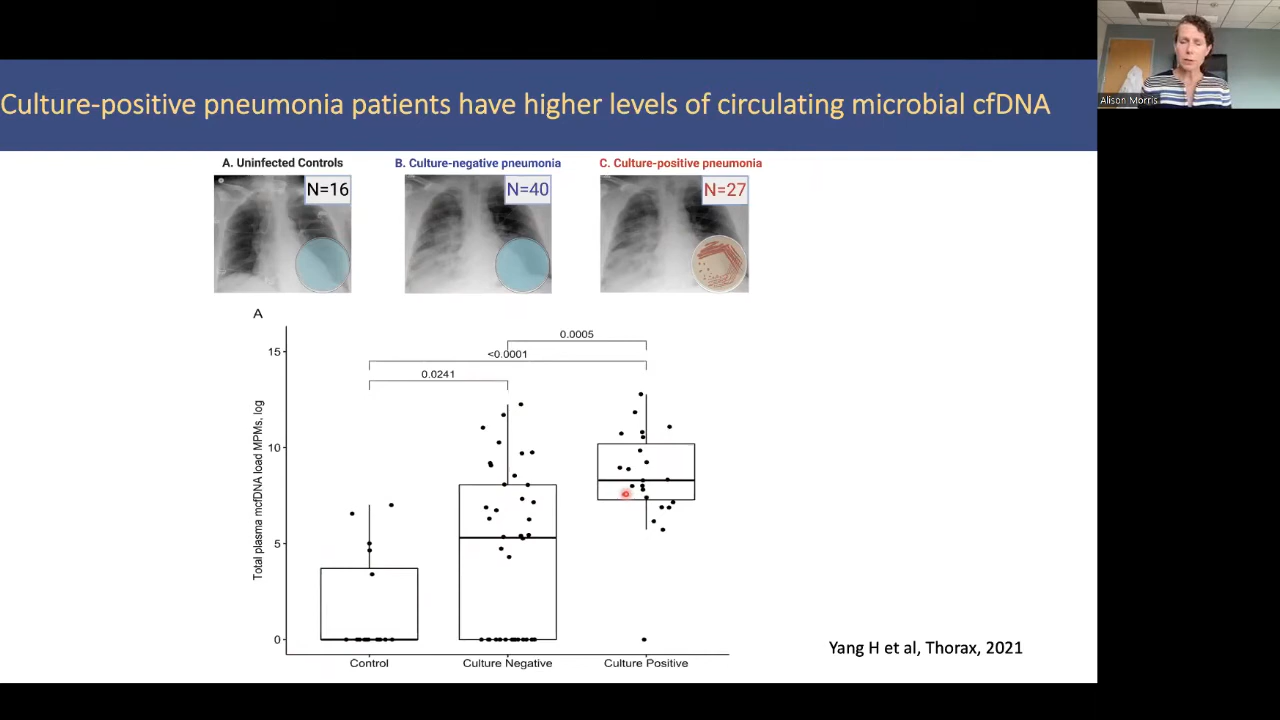 Culture-positive pneumonia patients have higher levels of circulating microbial cfDNA
Alison Morris
A. Uninfected Controls
B. Culture-negative pneumonia
C. Culture-positive pneumonia
N=16
N=40
N=27
A
0.0005
<0.0001
0.0241
15
10
5
0
Total plasma mcfDNA load MPMs, log
Control
Culture Negative
Culture Positive
Yang H et al, Thorax, 2021